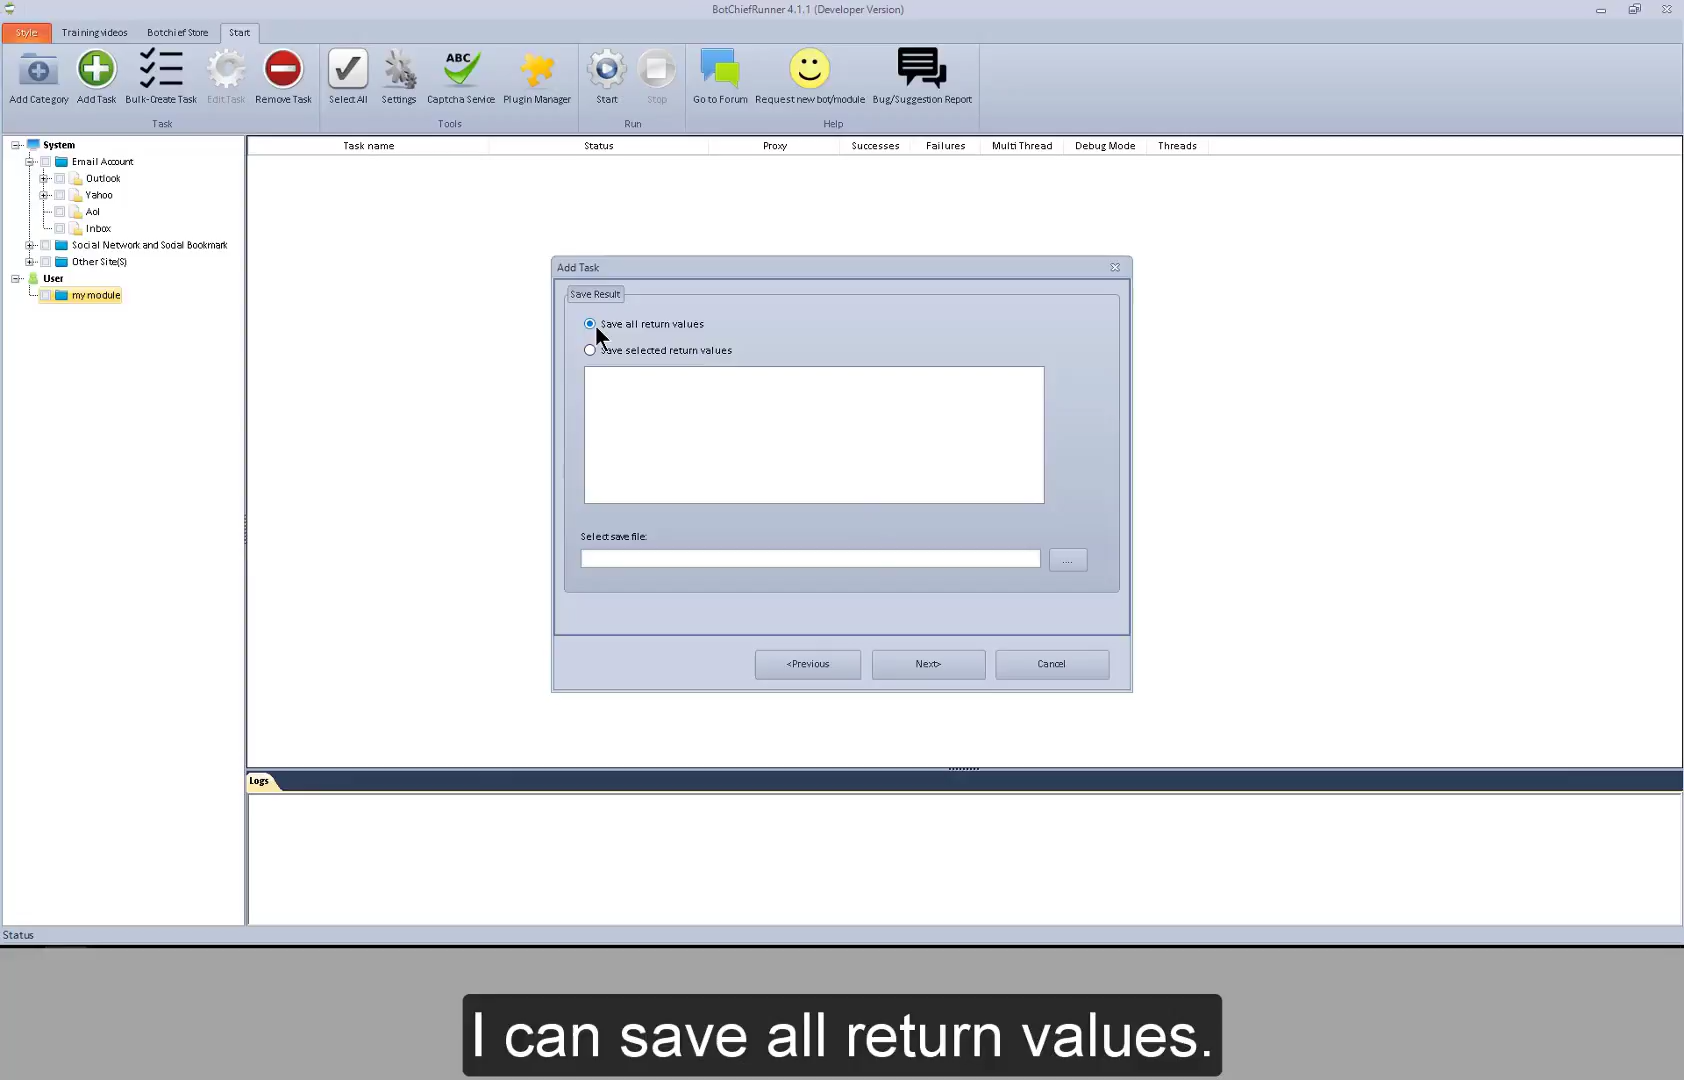 BotChiefRunner 4.1.1 (Developer Version)
Style Training videos Botchief Store Start
Add Category Add Task Bulk-Create Task Edit Task Remove Task Select All Settings ABC Captcha Service Plugin Manager Start Stop Go to Forum Request new bot/module Bug/Suggestion Report
Task Tools Run Help
System
Email Account
Outlook
Yahoo
Aol
Inbox
Social Network and Social Bookmark
Other Site(S)
User
my module
Task name Status Proxy Successes Failures Multi Thread Debug Mode Threads
Add Task
Save Result
Save all return values
Save selected return values
Select save file:
....
<Previous Next> Cancel
Logs
Status
I can save all return values.